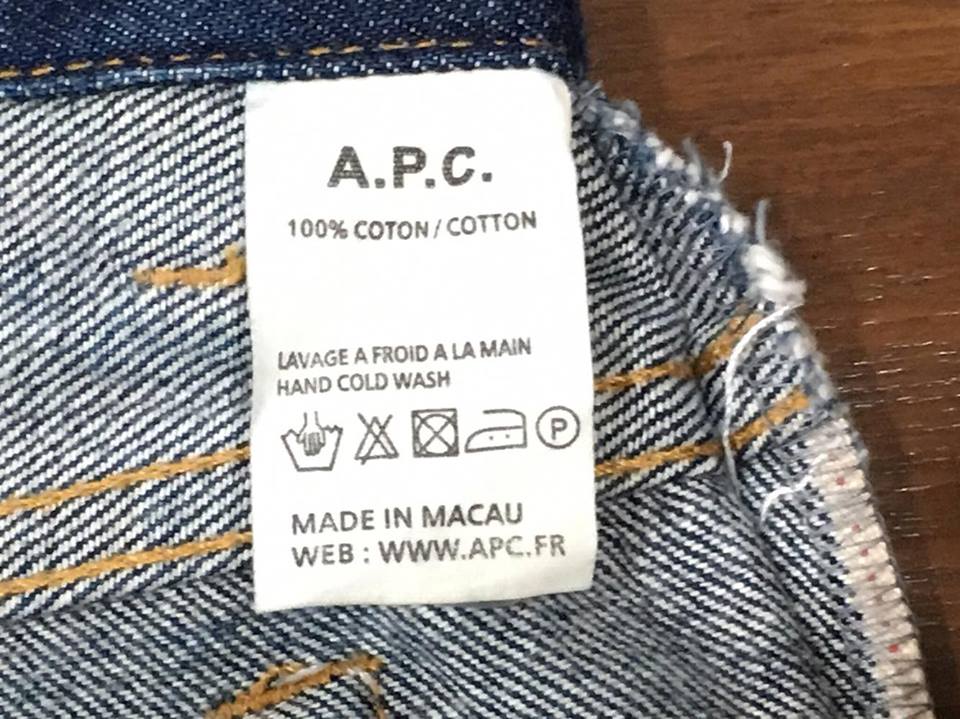 A.P.C.
100% COTON / COTTON
LAVAGE A FROID A LA MAIN
HAND COLD WASH
P
MADE IN MACAU
WEB : WWW.APC.FR